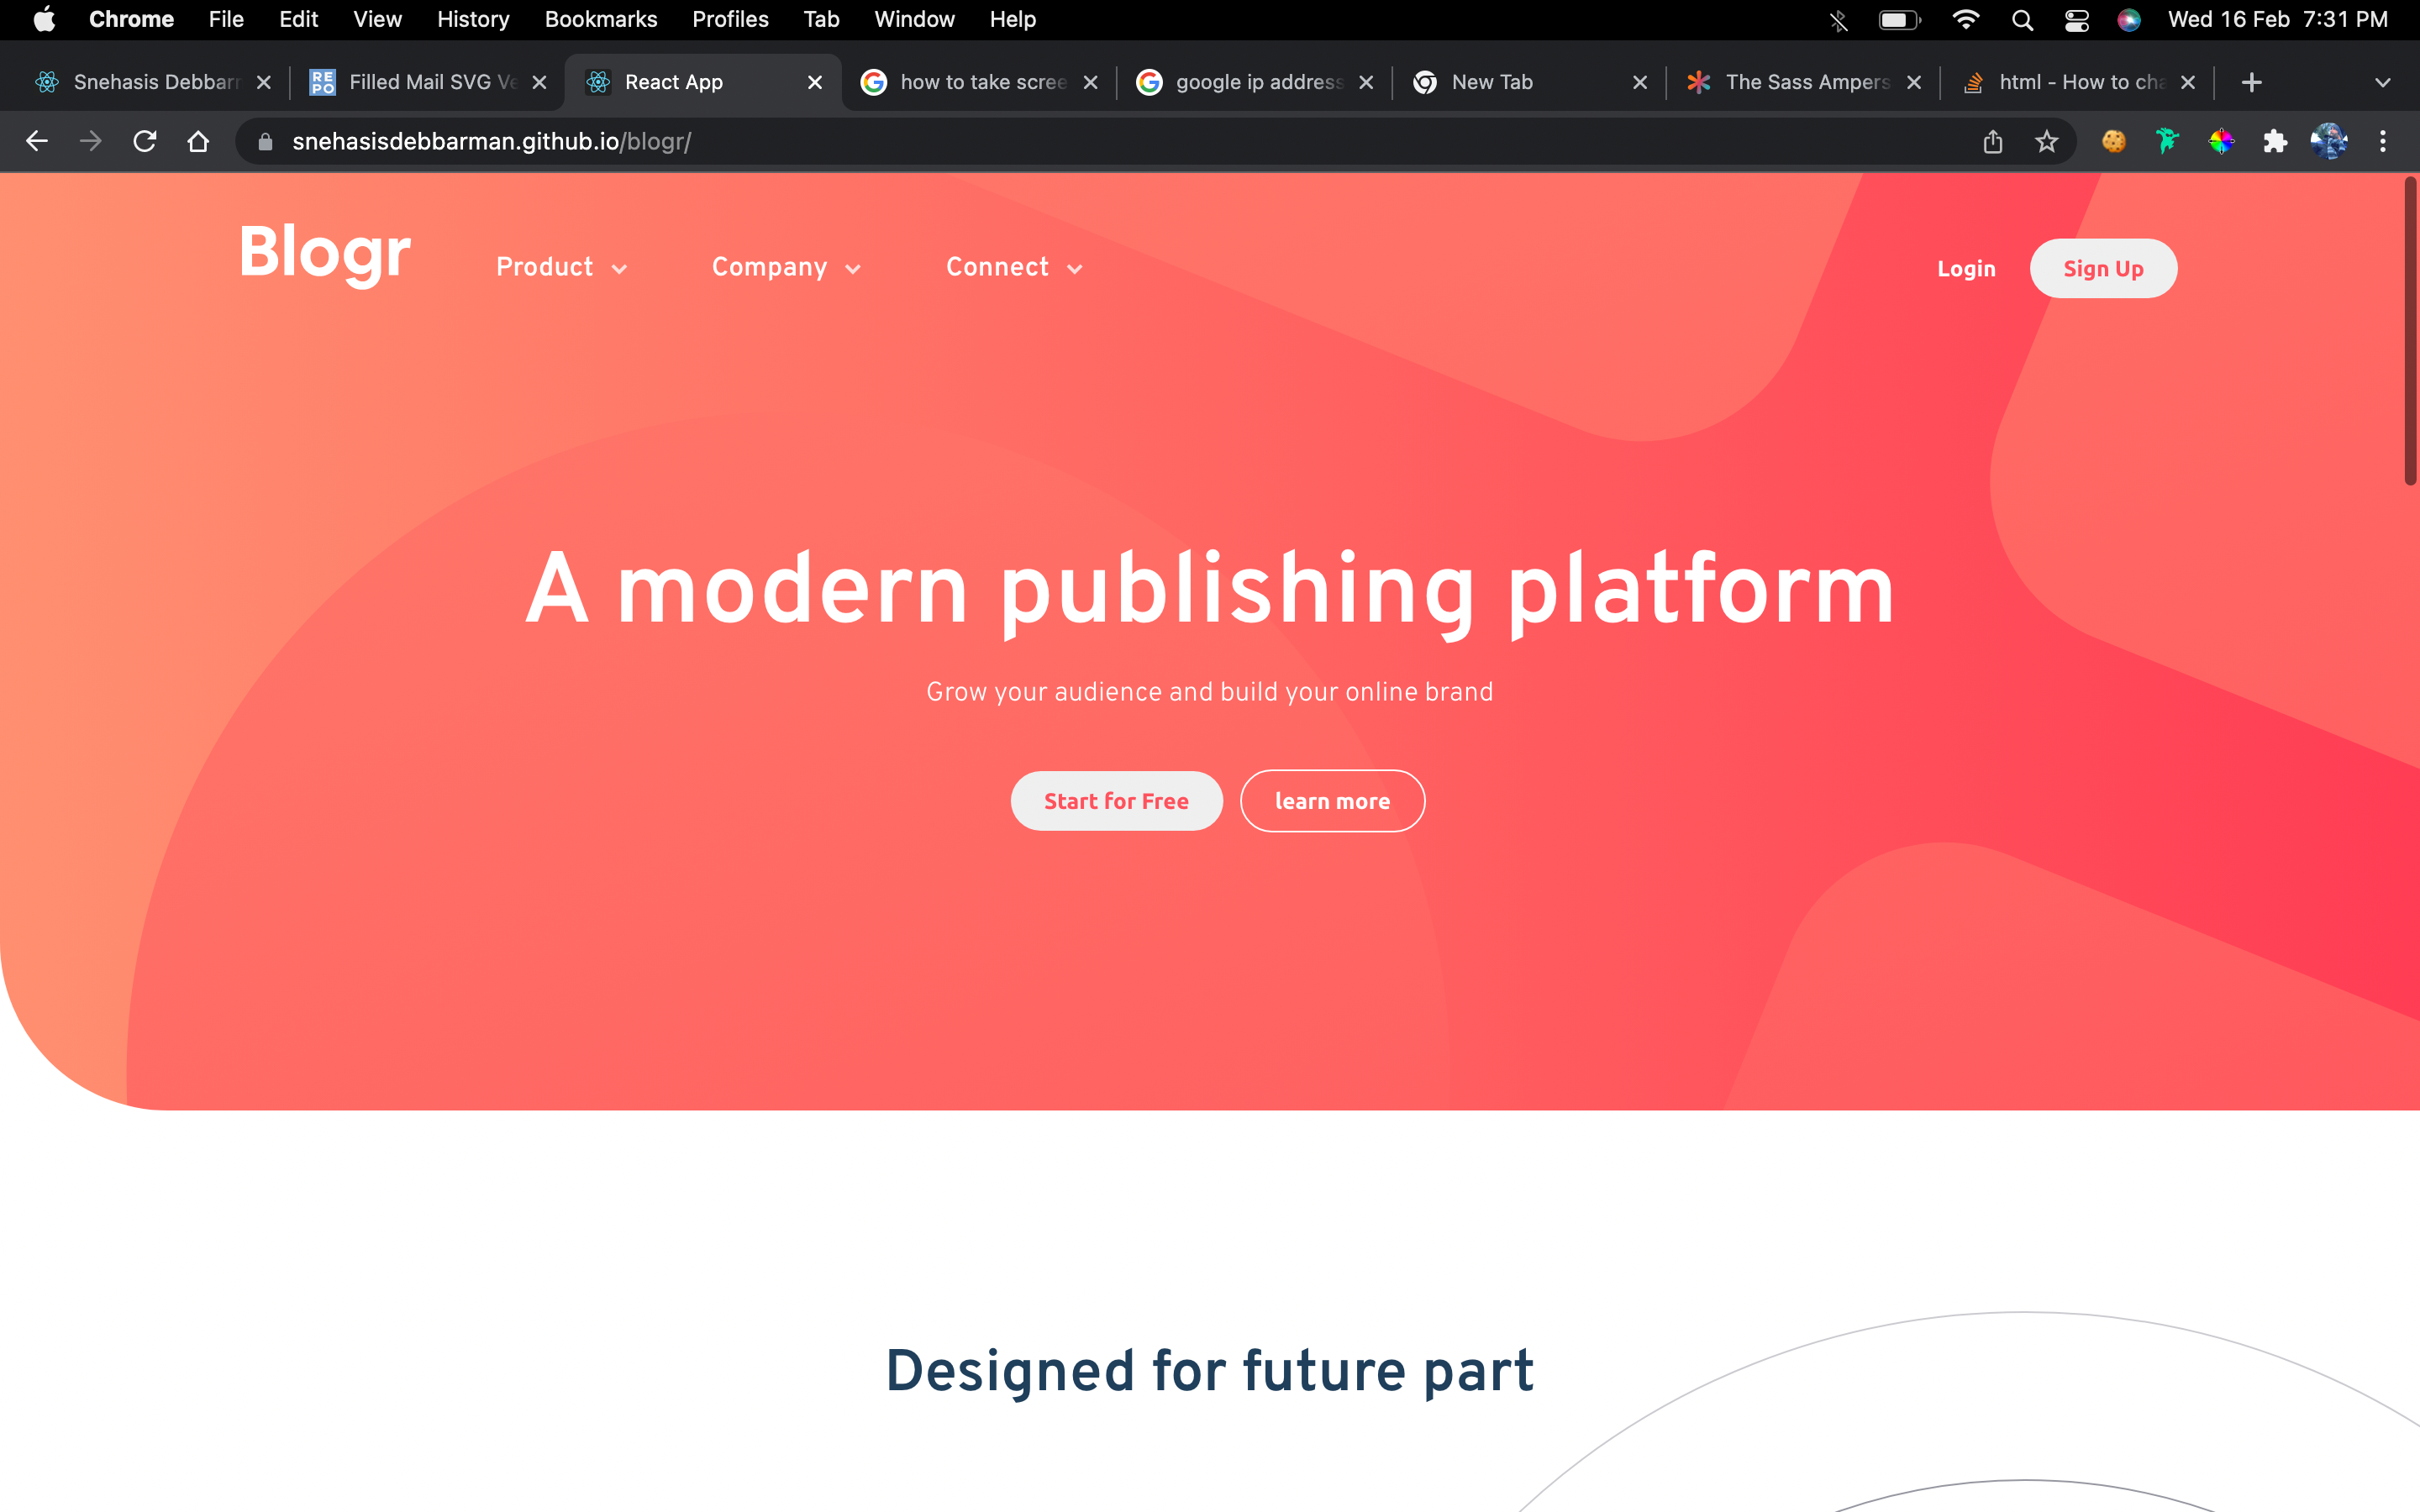 Chrome File Edit View History Bookmarks Profiles Tab Window Help Wed 16 Feb 7:31 PM
Snehasis Debbarr REPO Filled Mail SVG Ve React App how to take scree google ip address New Tab The Sass Ampers html - How to cha
snehasisdebbarman.github.io/blogr/
Blogr Product Company Connect Login Sign Up
A modern publishing platform
Grow your audience and build your online brand
Start for Free learn more
Designed for future part